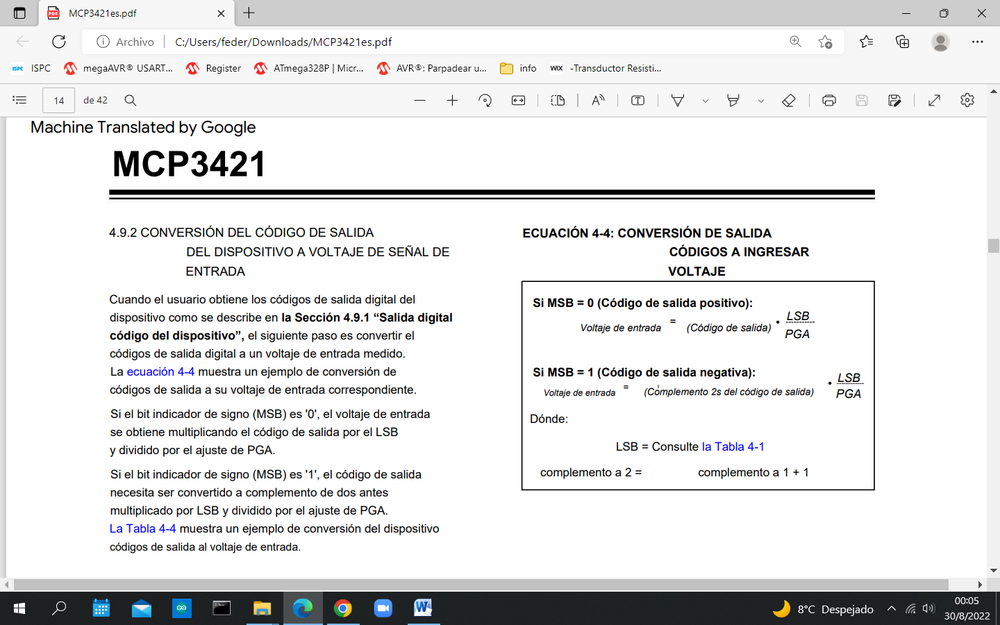 MCP3421es.pdf
Archivo
C:/Users/feder/Downloads/MCP3421es.pdf
ISPC
ISPC
megaAVR® USART...
Register
ATmega328P | Micr...
AVR®: Parpadear u...
info
WIX
-Transductor Resisti...
14
de 42
Machine Translated by Google
MCP3421
4.9.2 CONVERSIÓN DEL CÓDIGO DE SALIDA
DEL DISPOSITIVO A VOLTAJE DE SEÑAL DE
ENTRADA
Cuando el usuario obtiene los códigos de salida digital del
dispositivo como se describe en la Sección 4.9.1 “Salida digital
código del dispositivo”, el siguiente paso es convertir el
códigos de salida digital a un voltaje de entrada medido.
La ecuación 4-4 muestra un ejemplo de conversión de
códigos de salida a su voltaje de entrada correspondiente.
Si el bit indicador de signo (MSB) es '0', el voltaje de entrada
se obtiene multiplicando el código de salida por el LSB
y dividido por el ajuste de PGA.
Si el bit indicador de signo (MSB) es '1', el código de salida
necesita ser convertido a complemento de dos antes
multiplicado por LSB y dividido por el ajuste de PGA.
La Tabla 4-4 muestra un ejemplo de conversión del dispositivo
códigos de salida al voltaje de entrada.
ECUACIÓN 4-4: CONVERSIÓN DE SALIDA
CÓDIGOS A INGRESAR
VOLTAJE
Si MSB = 0 (Código de salida positivo):
Voltaje de entrada = (Código de salida) • LSB
PGA
Si MSB = 1 (Código de salida negativa):
Voltaje de entrada = (Complemento 2s del código de salida) • LSB
PGA
Dónde:
LSB = Consulte la Tabla 4-1
complemento a 2 = complemento a 1 + 1
8°C Despejado
00:05
30/8/2022